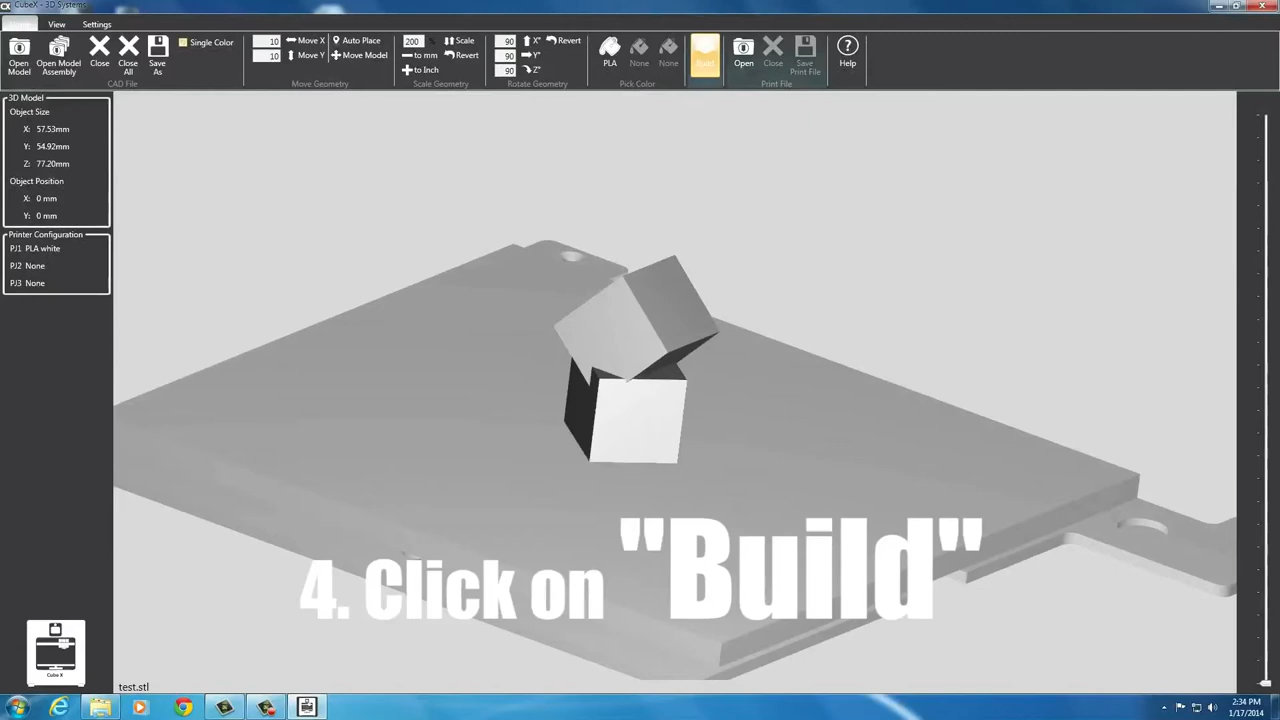 CubeX - 3D Systems
View Settings
Open Model
Open Model Assembly
Close
Close All
Save As
Single Color
CAD File
10 Move X
10 Move Y
Auto Place
Move Model
Move Geometry
200 % Scale
to mm Revert
to Inch
Scale Geometry
90 X° Revert
90 Y°
90 Z°
Rotate Geometry
PLA None None
Pick Color
Build
Open Close Save Print File
Print File
Help
3D Model
Object Size
X: 57.53mm
Y: 54.92mm
Z: 77.20mm
Object Position
X: 0 mm
Y: 0 mm
Printer Configuration
PJ1 PLA white
PJ2 None
PJ3 None
4. Click on "Build"
Cube X
test.stl
2:34 PM
1/17/2014